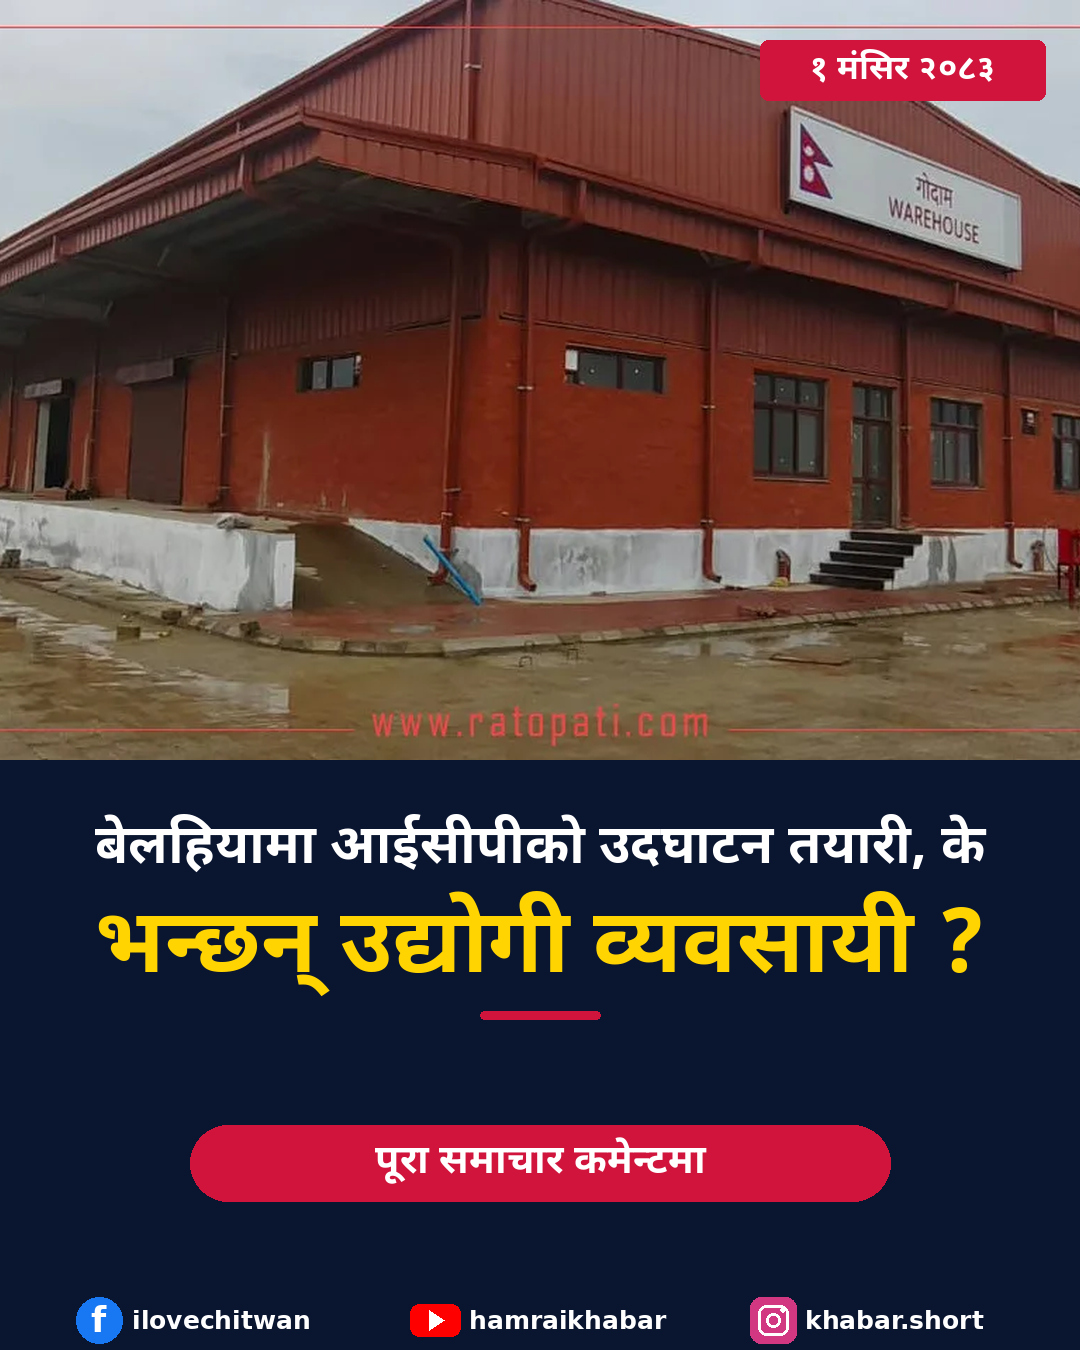 १ मंसिर २०८३
गोदाम
WAREHOUSE
www.ratopati.com
बेलहियामा आईसीपीको उदघाटन तयारी, के
भन्छन् उद्योगी व्यवसायी ?
पूरा समाचार कमेन्टमा
ilovechitwan
hamraikhabar
khabar.short